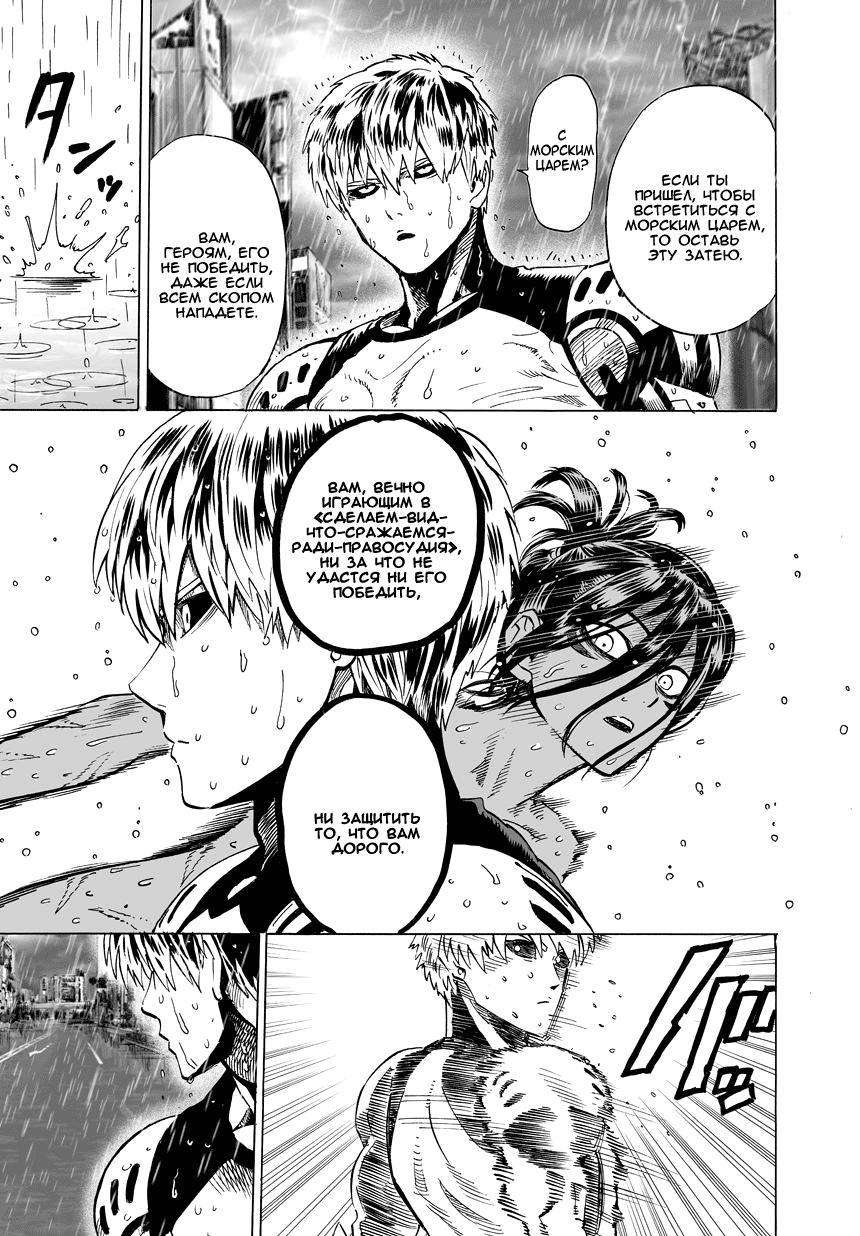 ЕСЛИ ТЫ
ПРИШЕЛ, ЧТОБЫ
ВСТРЕТИТЬСЯ С
МОРСКИМ ЦАРЕМ,
ТО ОСТАВЬ
ЭТУ ЗАТЕЮ.
С
МОРСКИМ
ЦАРЕМ?
ВАМ,
ГЕРОЯМ, ЕГО
НЕ ПОБЕДИТЬ,
ДАЖЕ ЕСЛИ
ВСЕМ СКОПОМ
НАПАДЕТЕ.
タンッ
ВАМ, ВЕЧНО
ИГРАЮЩИМ В
«СДЕЛАЕМ-ВИД-
ЧТО-СРАЖАЕМСЯ-
РАДИ-ПРАВОСУДИЯ»,
НИ ЗА ЧТО НЕ
УДАСТСЯ НИ ЕГО
ПОБЕДИТЬ,
НИ ЗАЩИТИТЬ
ТО, ЧТО ВАМ
ДОРОГО.
バッ